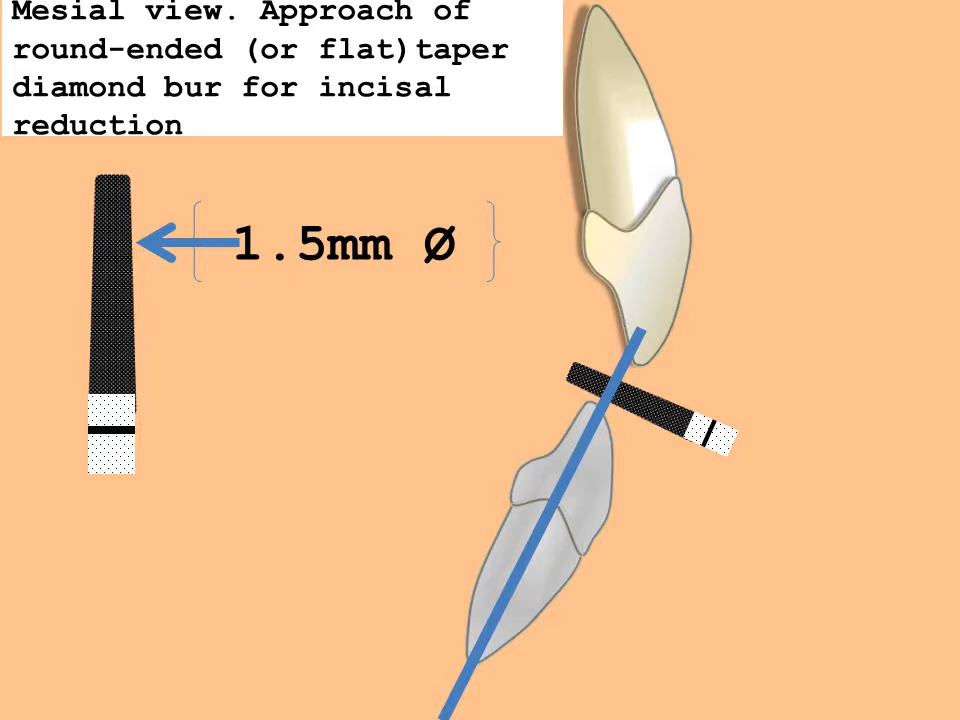 Mesial view. Approach of
round-ended (or flat)taper
diamond bur for incisal
reduction
1.5mm Ø